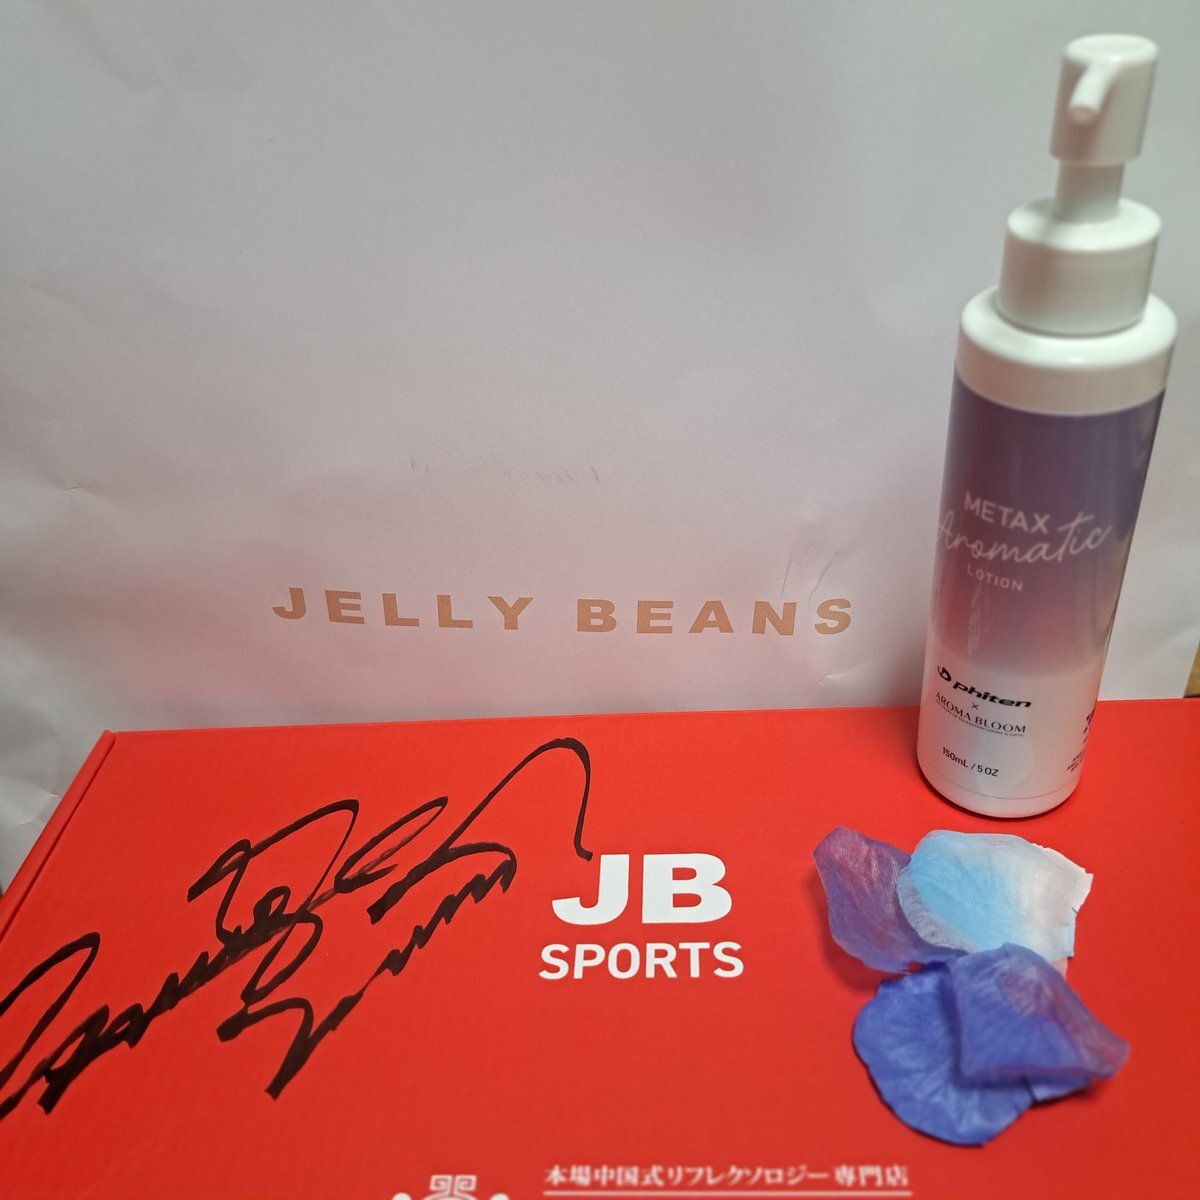 JELLY BEANS
METAX
Aromatic
LOTION
phiten
×
AROMA BLOOM
150mL / 5 OZ
JB
SPORTS
本場中国式リフレクソロジー専門店